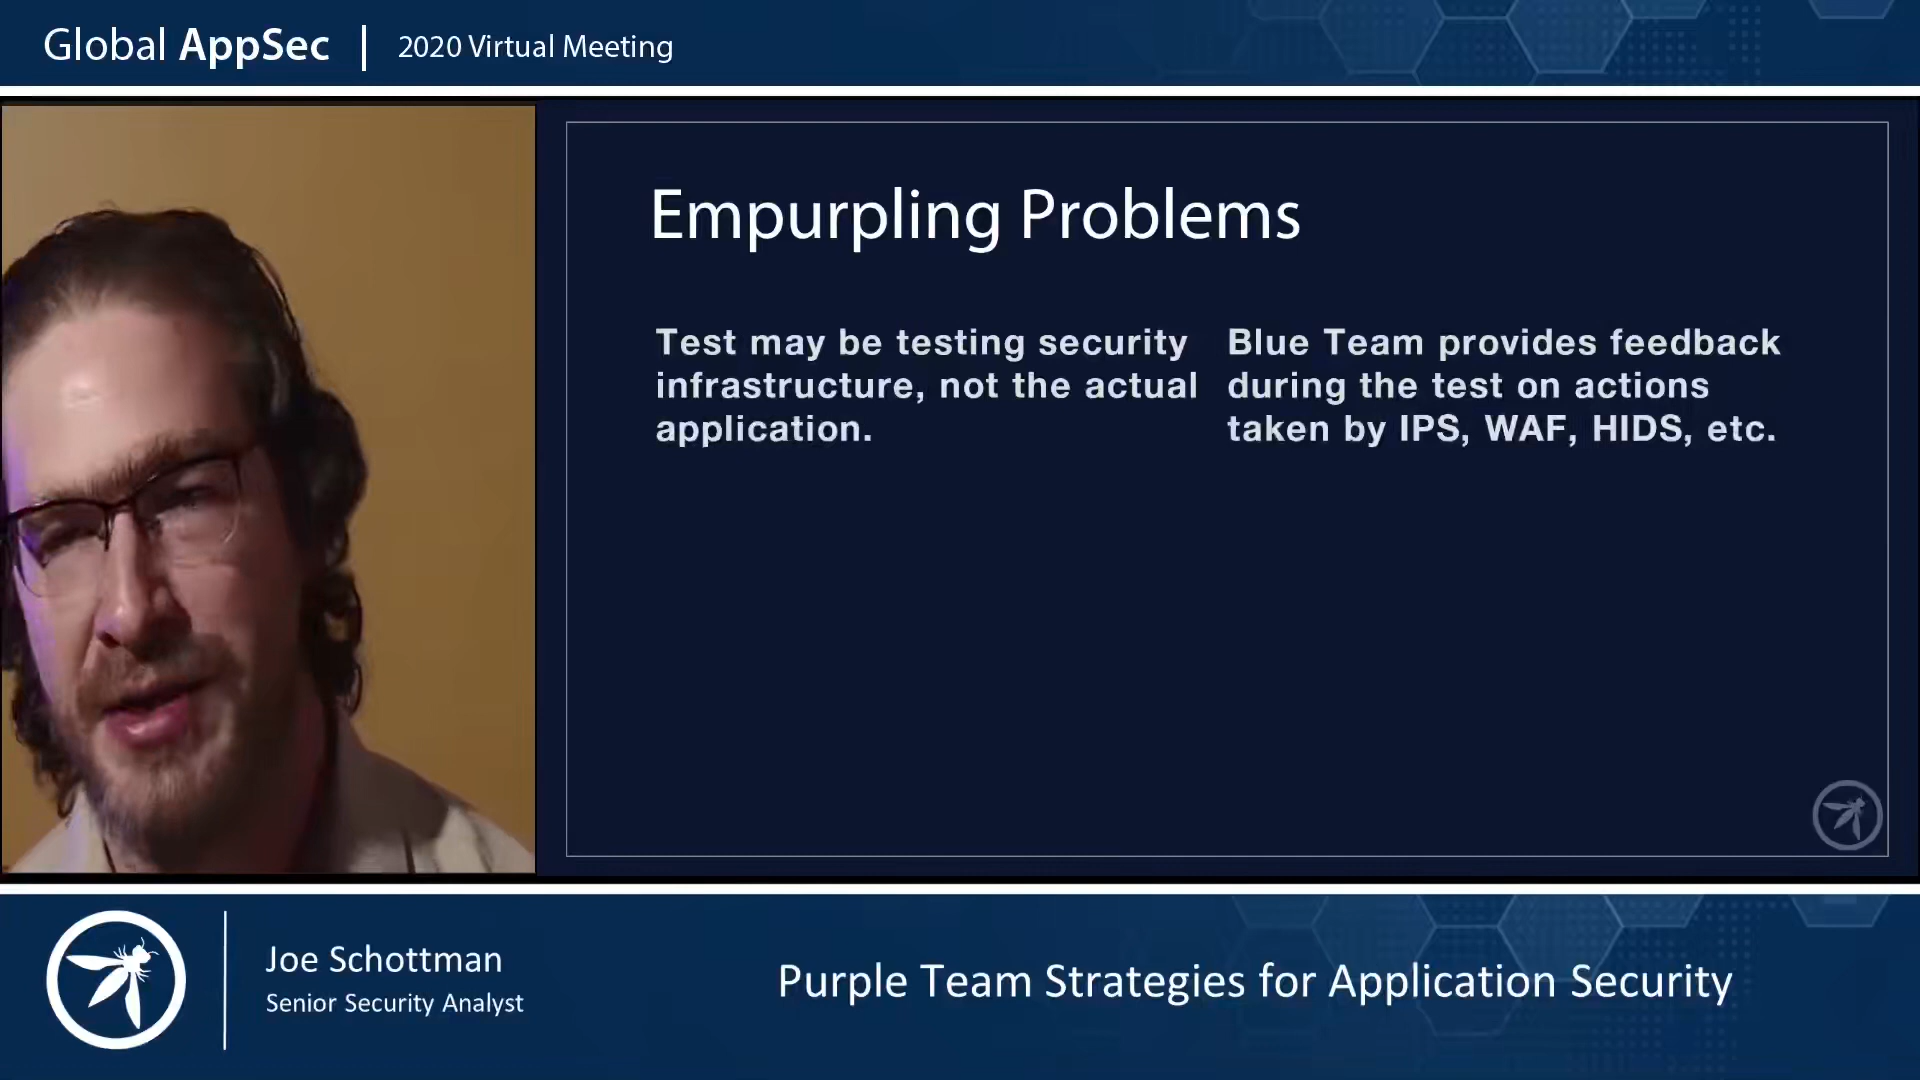 Global AppSec | 2020 Virtual Meeting
Empurpling Problems
Test may be testing security
infrastructure, not the actual
application.
Blue Team provides feedback
during the test on actions
taken by IPS, WAF, HIDS, etc.
Joe Schottman
Senior Security Analyst
Purple Team Strategies for Application Security